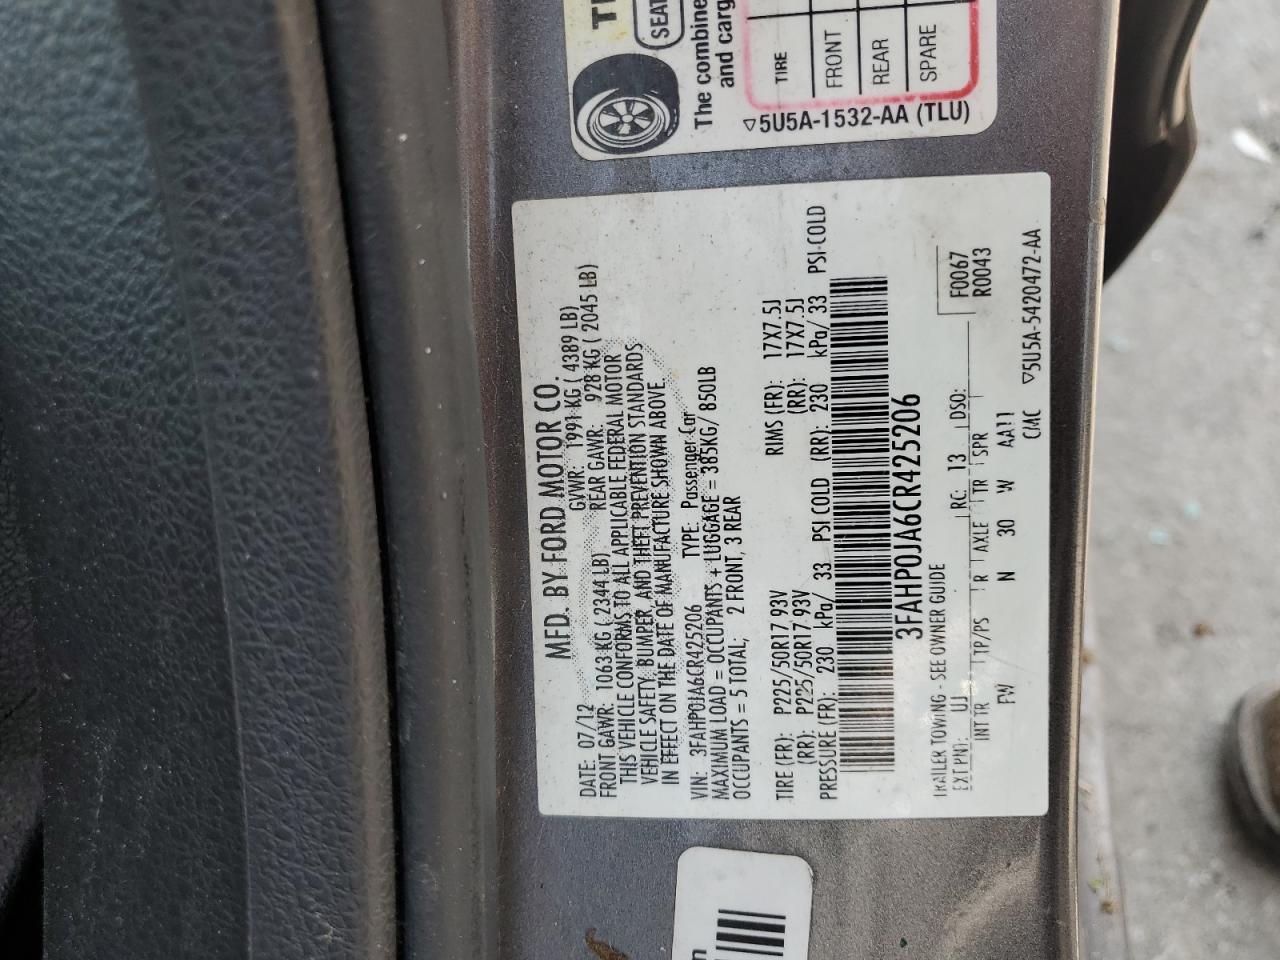 SEAT
The combine
and carg
TIRE
FRONT
REAR
SPARE
5U5A-1532-AA (TLU)
MFD. BY FORD MOTOR CO.
DATE: 07/12 GVWR: 1991 KG ( 4389 LB)
FRONT GAWR: 1063 KG ( 2344 LB) REAR GAWR: 928 KG ( 2045 LB)
THIS VEHICLE CONFORMS TO ALL APPLICABLE FEDERAL MOTOR
VEHICLE SAFETY, BUMPER, AND THEFT PREVENTION STANDARDS
IN EFFECT ON THE DATE OF MANUFACTURE SHOWN ABOVE.
VIN: 3FAHP0JA6CR425206 TYPE: Passenger Car
MAXIMUM LOAD = OCCUPANTS + LUGGAGE = 385KG/ 850LB
OCCUPANTS = 5 TOTAL, 2 FRONT, 3 REAR
TIRE (FR): P225/50R17 93V RIMS (FR): 17X7.5J
(RR): P225/50R17 93V (RR): 17X7.5J
PRESSURE (FR): 230 kPa/ 33 PSI COLD (RR): 230 kPa/ 33 PSI-COLD
3FAHP0JA6CR425206
F0067
R0043
TRAILER TOWING - SEE OWNER GUIDE
EXT PNT: UJ RC: 13 DSO:
INT TR TP/PS R AXLE TR SPR
FW N 30 W AA11
CMC 5U5A-5420472-AA